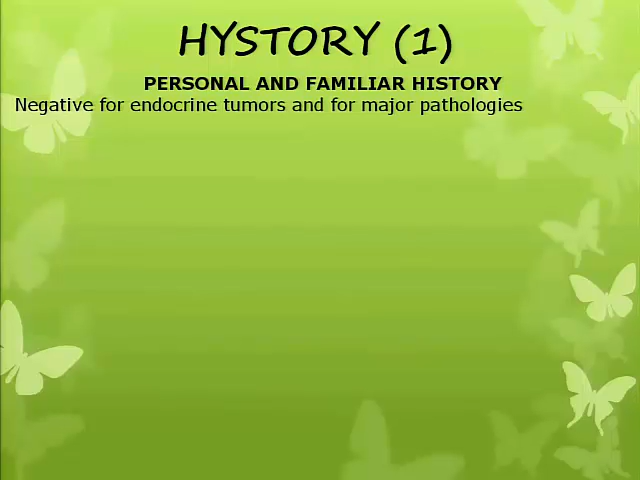 HYSTORY (1)
PERSONAL AND FAMILIAR HISTORY
Negative for endocrine tumors and for major pathologies